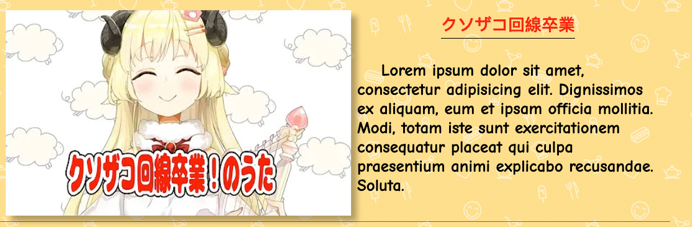 クソザコ回線卒業！のうた
クソザコ回線卒業
Lorem ipsum dolor sit amet,
consectetur adipisicing elit. Dignissimos
ex aliquam, eum et ipsam officia mollitia.
Modi, totam iste sunt exercitationem
consequatur placeat qui culpa
praesentium animi explicabo recusandae.
Soluta.